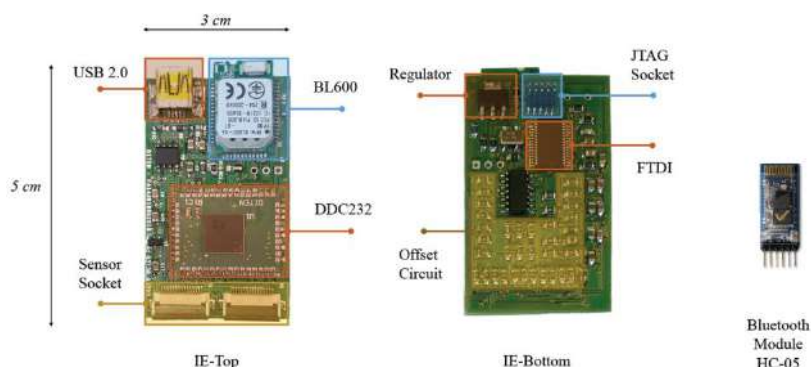 3 cm
5 cm
USB 2.0
BL600
DDC232
Sensor
Socket
IE-Top
Regulator
JTAG
Socket
FTDI
Offset
Circuit
IE-Bottom
Bluetooth
Module
HC-05